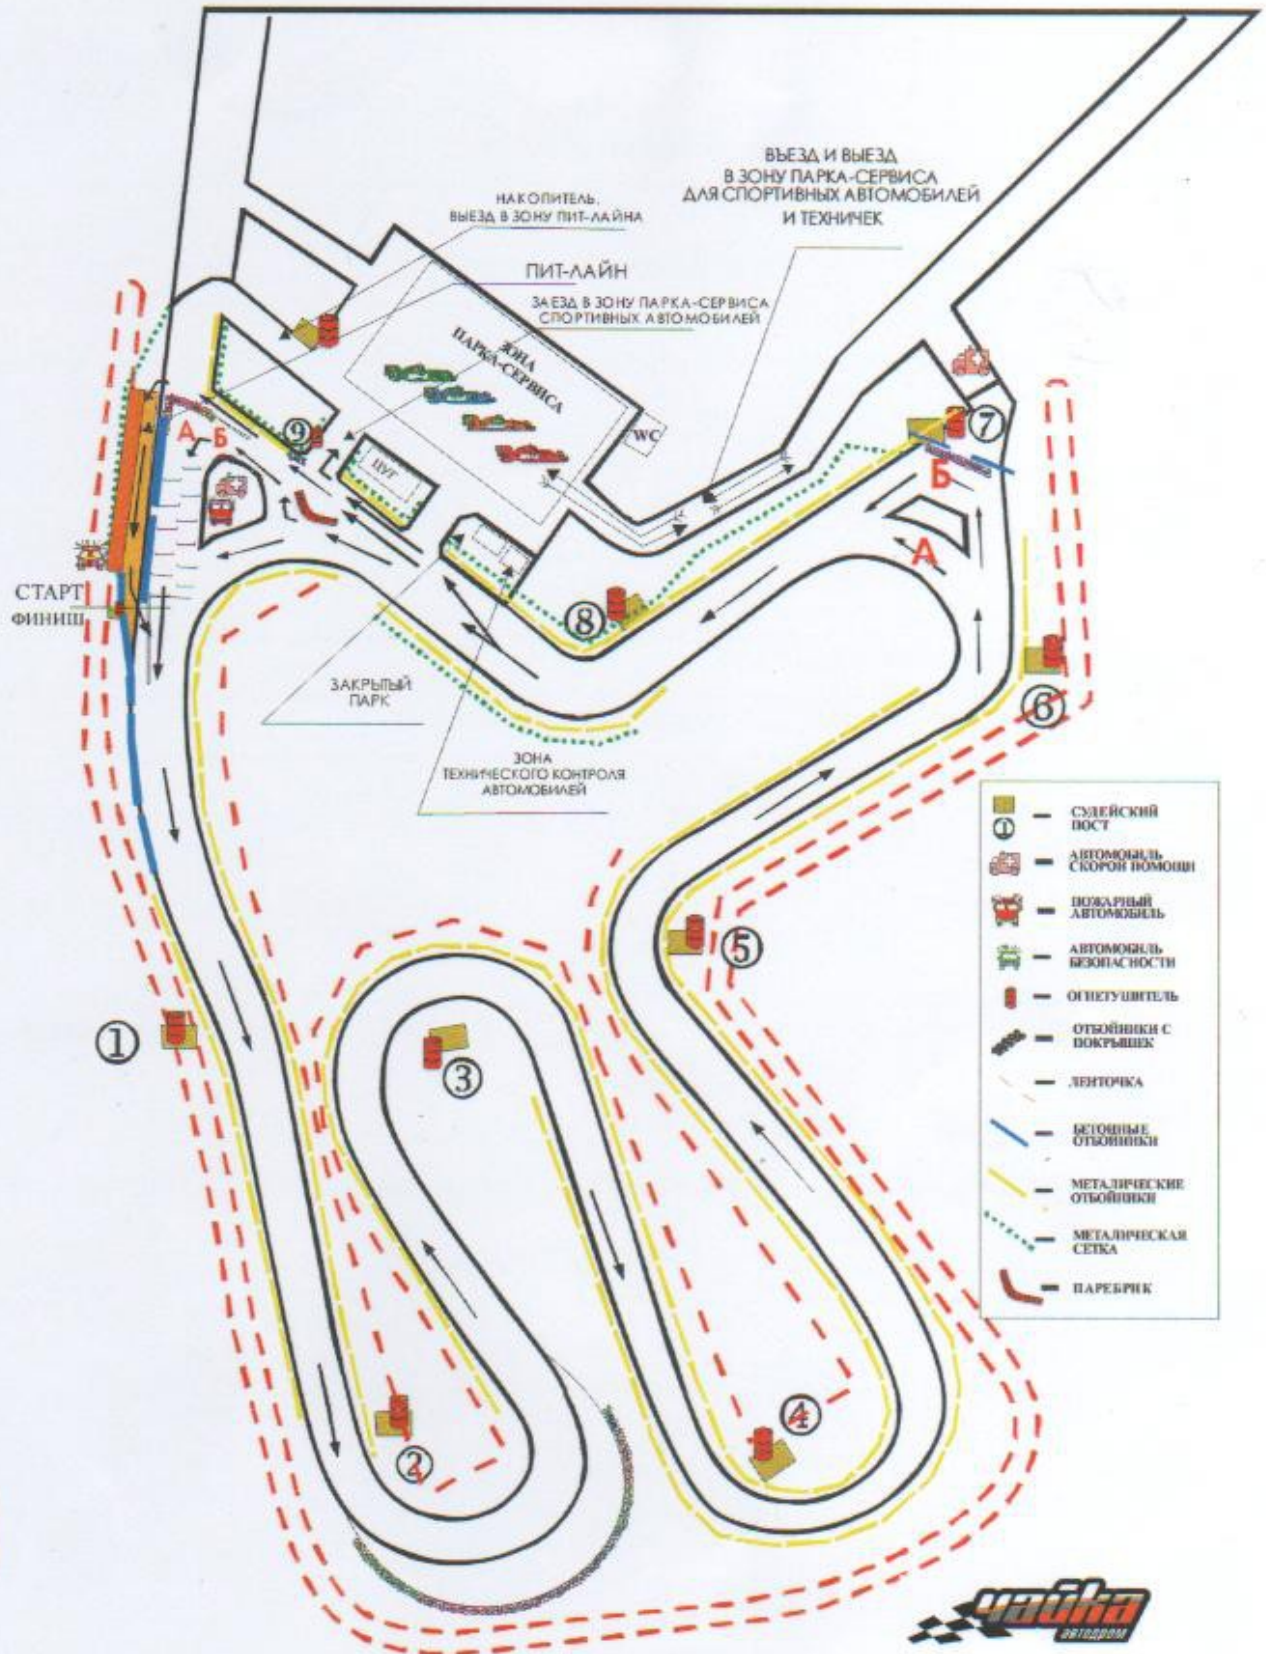 ВЪЕЗД И ВЫЕЗД
В ЗОНУ ПАРКА-СЕРВИСА
ДЛЯ СПОРТИВНЫХ АВТОМОБИЛЕЙ
И ТЕХНИЧЕК
НАКОПИТЕЛЬ.
ВЫЕЗД В ЗОНУ ПИТ-ЛАЙНА
ПИТ-ЛАЙН
ЗАЕЗД В ЗОНУ ПАРКА-СЕРВИСА
СПОРТИВНЫХ АВТОМОБИЛЕЙ
ЗОНА
ПАРКА-СЕРВИСА
WC
ЦУГ
А
Б
9
7
Б
А
8
6
СТАРТ
ФИНИШ
ЗАКРЫТЫЙ
ПАРК
ЗОНА
ТЕХНИЧЕСКОГО КОНТРОЛЯ
АВТОМОБИЛЕЙ
5
1
3
4
2
1
СУДЕЙСКИЙ
ПОСТ
АВТОМОБИЛЬ
СКОРОЙ ПОМОЩИ
ПОЖАРНЫЙ
АВТОМОБИЛЬ
АВТОМОБИЛЬ
БЕЗОПАСНОСТИ
ОГНЕТУШИТЕЛЬ
ОТБОЙНИКИ С
ПОКРЫШЕК
ЛЕНТОЧКА
БЕТОННЫЕ
ОТБОЙНИКИ
МЕТАЛИЧЕСКИЕ
ОТБОЙНИКИ
МЕТАЛИЧЕСКАЯ
СЕТКА
ПАРЕБРИК
чайка
автодром